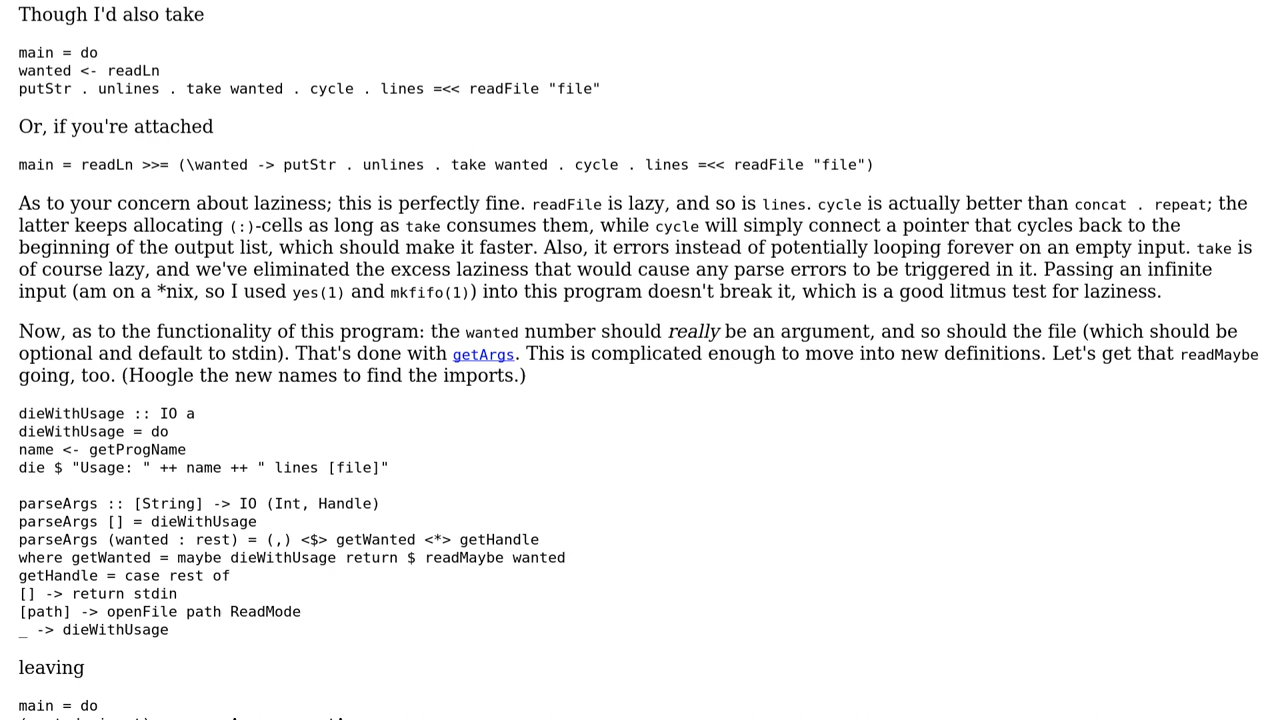 Though I'd also take
main = do
wanted <- readLn
putStr . unlines . take wanted . cycle . lines =<< readFile "file"
Or, if you're attached
main = readLn >>= (\wanted -> putStr . unlines . take wanted . cycle . lines =<< readFile "file")
As to your concern about laziness; this is perfectly fine. readFile is lazy, and so is lines. cycle is actually better than concat . repeat; the
latter keeps allocating (:)-cells as long as take consumes them, while cycle will simply connect a pointer that cycles back to the
beginning of the output list, which should make it faster. Also, it errors instead of potentially looping forever on an empty input. take is
of course lazy, and we've eliminated the excess laziness that would cause any parse errors to be triggered in it. Passing an infinite
input (am on a *nix, so I used yes(1) and mkfifo(1)) into this program doesn't break it, which is a good litmus test for laziness.
Now, as to the functionality of this program: the wanted number should really be an argument, and so should the file (which should be
optional and default to stdin). That's done with getArgs. This is complicated enough to move into new definitions. Let's get that readMaybe
going, too. (Hoogle the new names to find the imports.)
dieWithUsage :: IO a
dieWithUsage = do
name <- getProgName
die $ "Usage: " ++ name ++ " lines [file]"
parseArgs :: [String] -> IO (Int, Handle)
parseArgs [] = dieWithUsage
parseArgs (wanted : rest) = (,) <$> getWanted <*> getHandle
where getWanted = maybe dieWithUsage return $ readMaybe wanted
getHandle = case rest of
[] -> return stdin
[path] -> openFile path ReadMode
_ -> dieWithUsage
leaving
main = do